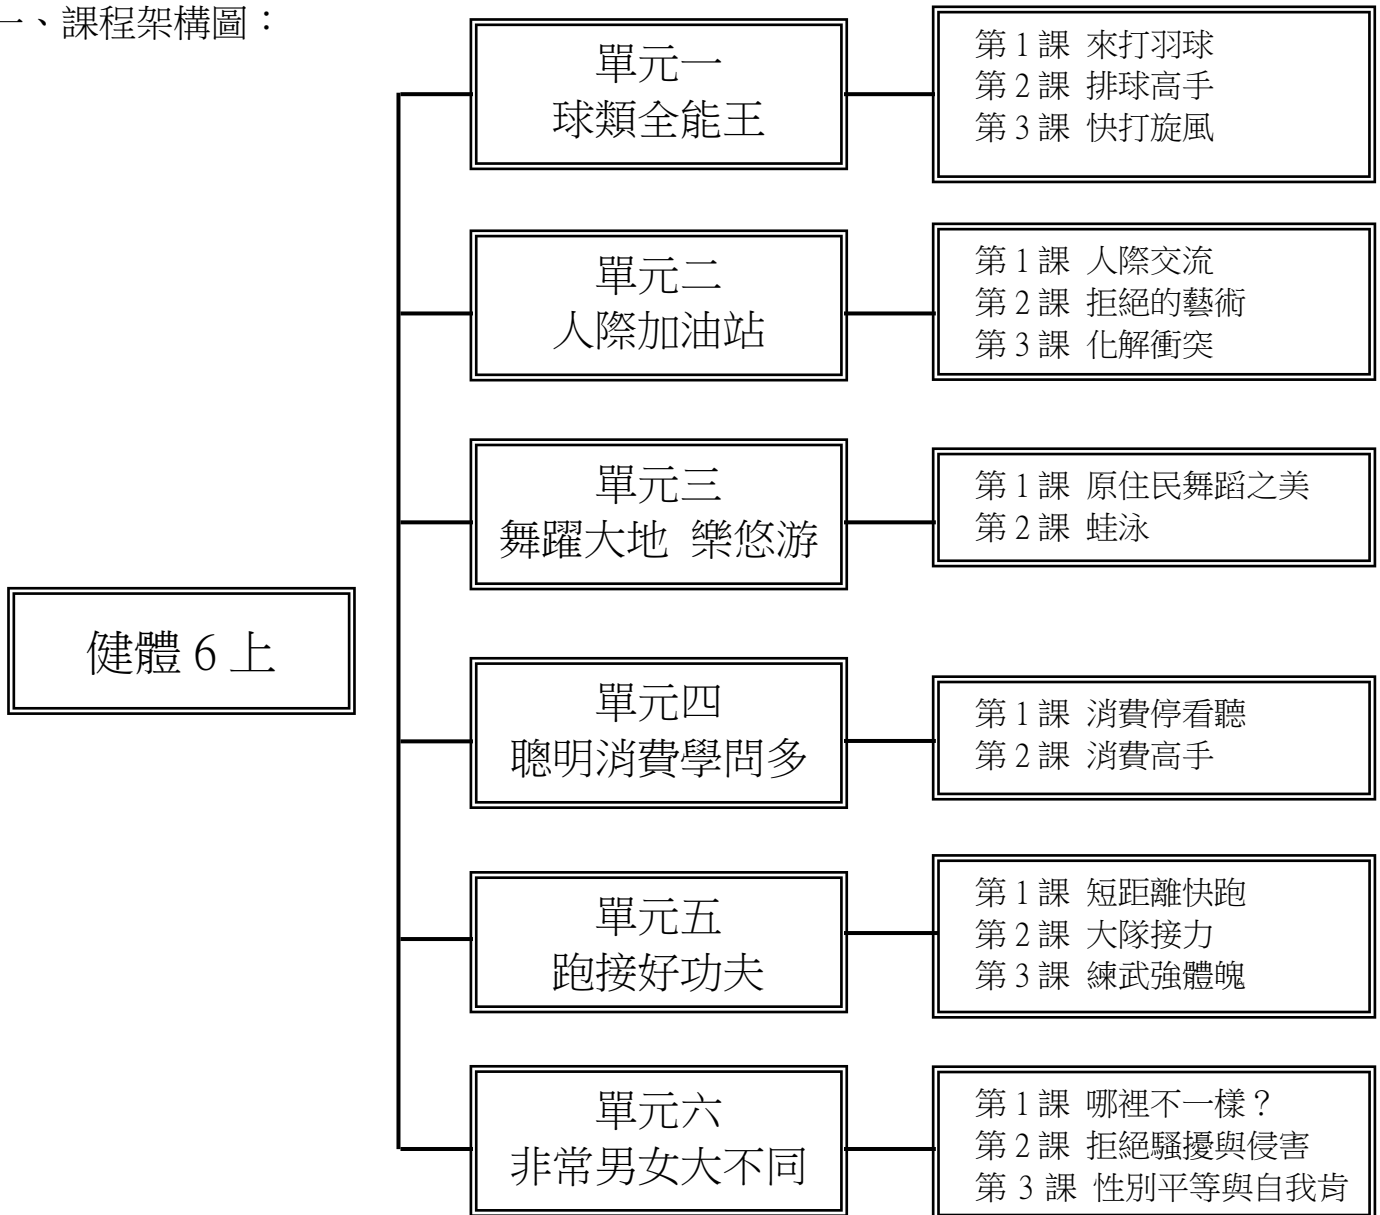 一、課程架構圖：
健體 6 上
單元一
球類全能王
第 1 課 來打羽球
第 2 課 排球高手
第 3 課 快打旋風
單元二
人際加油站
第 1 課 人際交流
第 2 課 拒絕的藝術
第 3 課 化解衝突
單元三
舞躍大地 樂悠游
第 1 課 原住民舞蹈之美
第 2 課 蛙泳
單元四
聰明消費學問多
第 1 課 消費停看聽
第 2 課 消費高手
單元五
跑接好功夫
第 1 課 短距離快跑
第 2 課 大隊接力
第 3 課 練武強體魄
單元六
非常男女大不同
第 1 課 哪裡不一樣？
第 2 課 拒絕騷擾與侵害
第 3 課 性別平等與自我肯